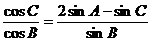 cos C / cos B = 2 sin A − sin C / sin B